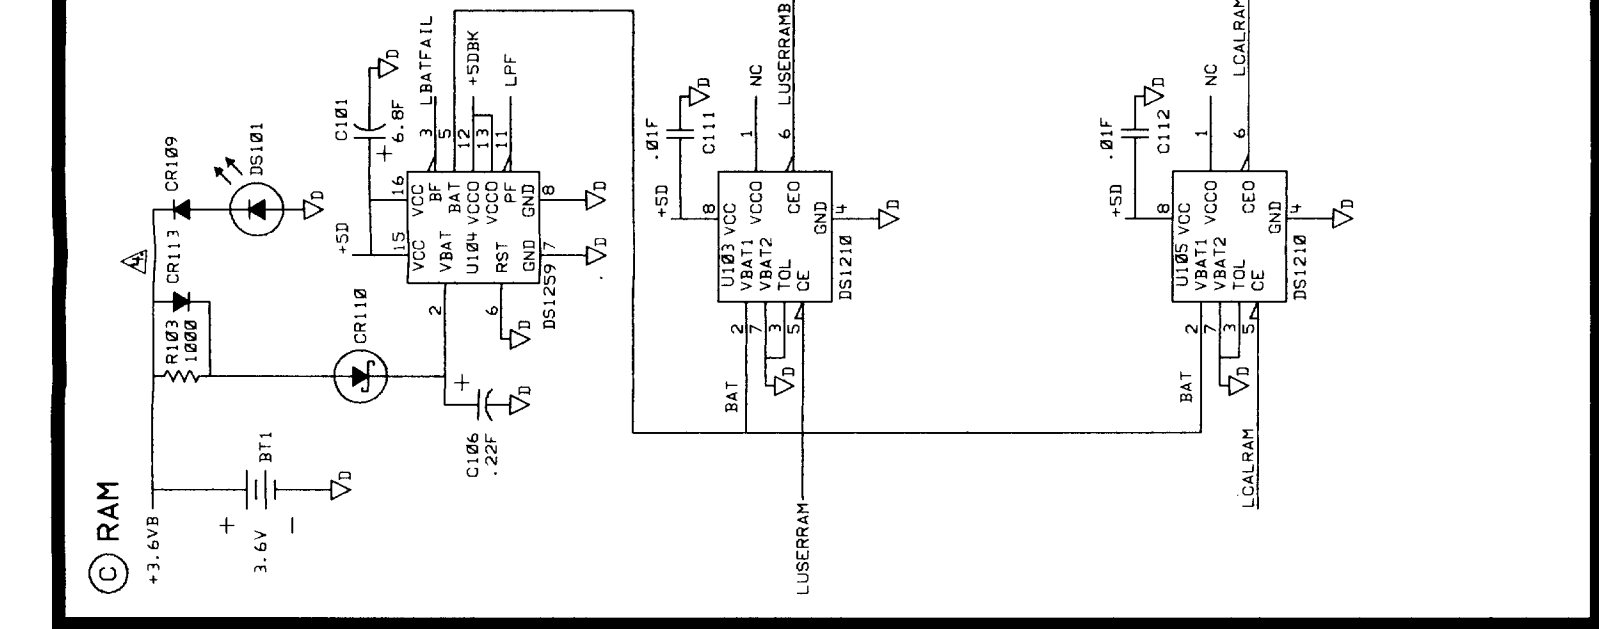 C RAM
+3.6VB
+
3.6V
−
BT1
D
4
R103
1000
CR113
CR109
DS101
D
CR110
+
C106
.22F
D
+5D
C101
6.8F
+
D
15
16
VCC
VCC
BF
3
LBATFAIL
BAT
5
VBAT
2
U104
VCCO
12
+5DBK
VCCO
13
RST
6
D
PF
11
LPF
GND
7
D
GND
8
D
DS1259
+5D
.01F
C111
D
8
U103
VCC
VBAT1
2
BAT
VBAT2
7
TOL
3
D
CE
5
LUSERRAM
VCCO
1
NC
CEO
6
LUSERRAMB
GND
4
D
DS1210
+5D
.01F
C112
D
8
U105
VCC
VBAT1
2
BAT
VBAT2
7
TOL
3
D
CE
5
LCALRAM
VCCO
1
NC
CEO
6
LCALRAM
GND
4
D
DS1210